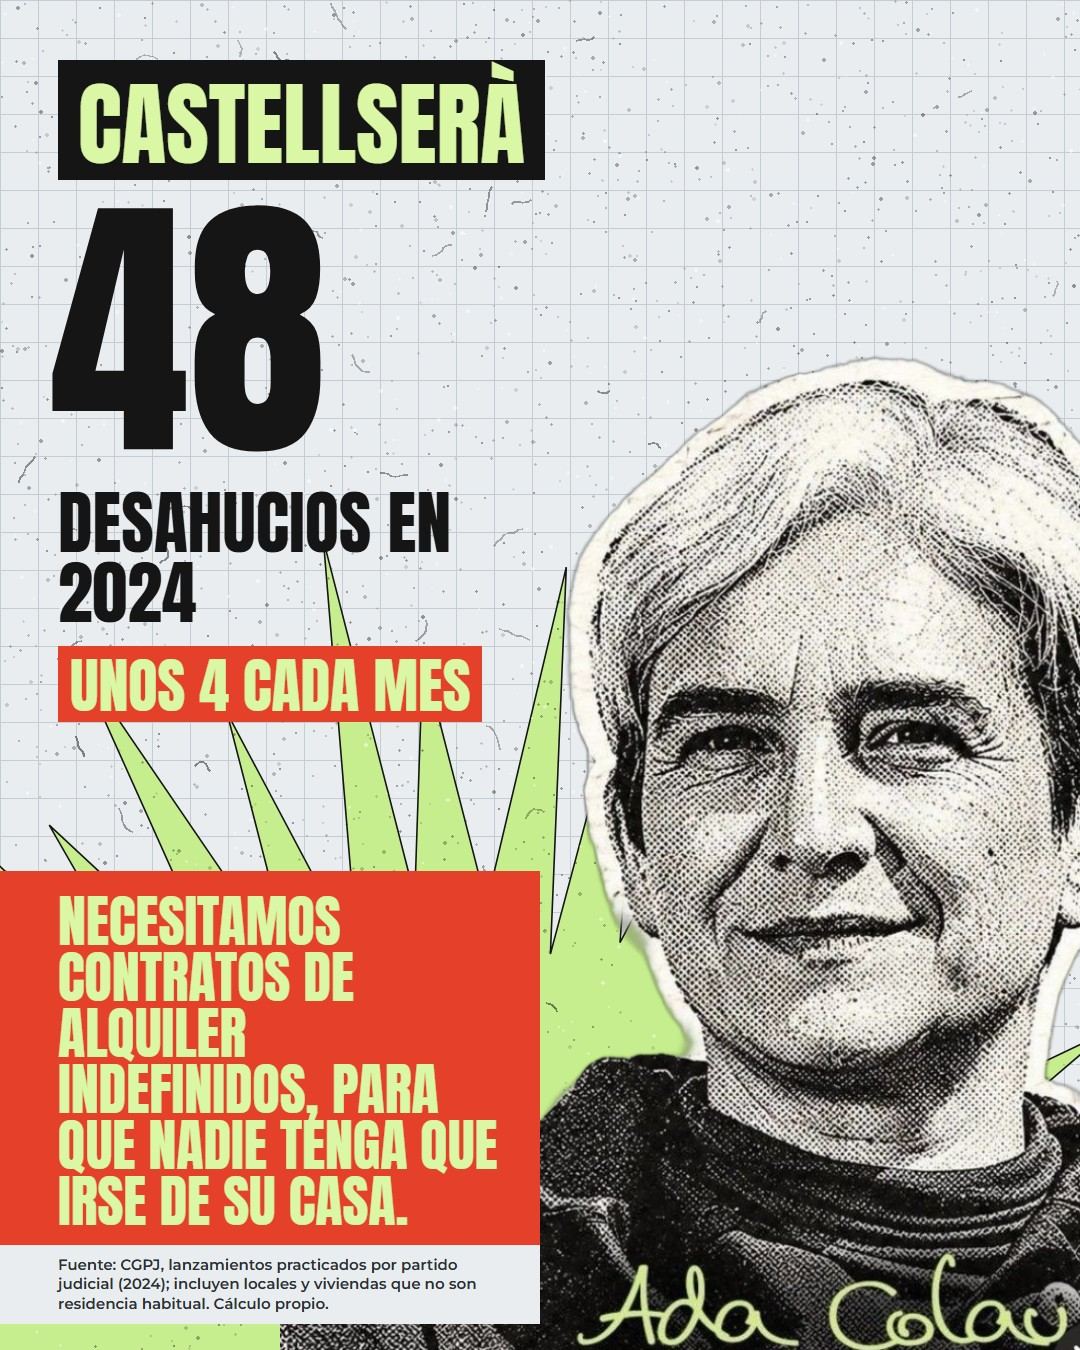 CASTELLSERÀ
48
DESAHUCIOS EN
2024
UNOS 4 CADA MES
NECESITAMOS
CONTRATOS DE
ALQUILER
INDEFINIDOS, PARA
QUE NADIE TENGA QUE
IRSE DE SU CASA.
Fuente: CGPJ, lanzamientos practicados por partido
judicial (2024); incluyen locales y viviendas que no son
residencia habitual. Cálculo propio.
Ada Colau